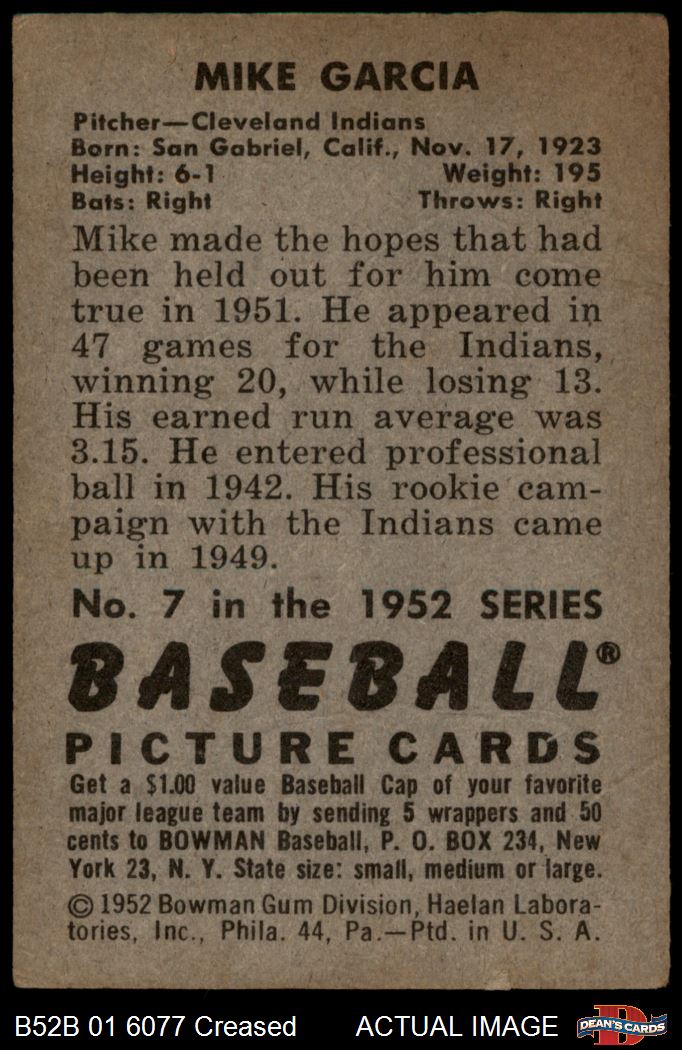 MIKE GARCIA
Pitcher—Cleveland Indians
Born: San Gabriel, Calif., Nov. 17, 1923
Height: 6-1 Weight: 195
Bats: Right Throws: Right
Mike made the hopes that had
been held out for him come
true in 1951. He appeared in
47 games for the Indians,
winning 20, while losing 13.
His earned run average was
3.15. He entered professional
ball in 1942. His rookie cam-
paign with the Indians came
up in 1949.
No. 7 in the 1952 SERIES
BASEBALL®
PICTURE CARDS
Get a $1.00 value Baseball Cap of your favorite
major league team by sending 5 wrappers and 50
cents to BOWMAN Baseball, P. O. BOX 234, New
York 23, N. Y. State size: small, medium or large.
© 1952 Bowman Gum Division, Haelan Labora-
tories, Inc., Phila. 44, Pa.—Ptd. in U. S. A.
B52B 01 6077 Creased ACTUAL IMAGE
D
DEAN'S CARDS